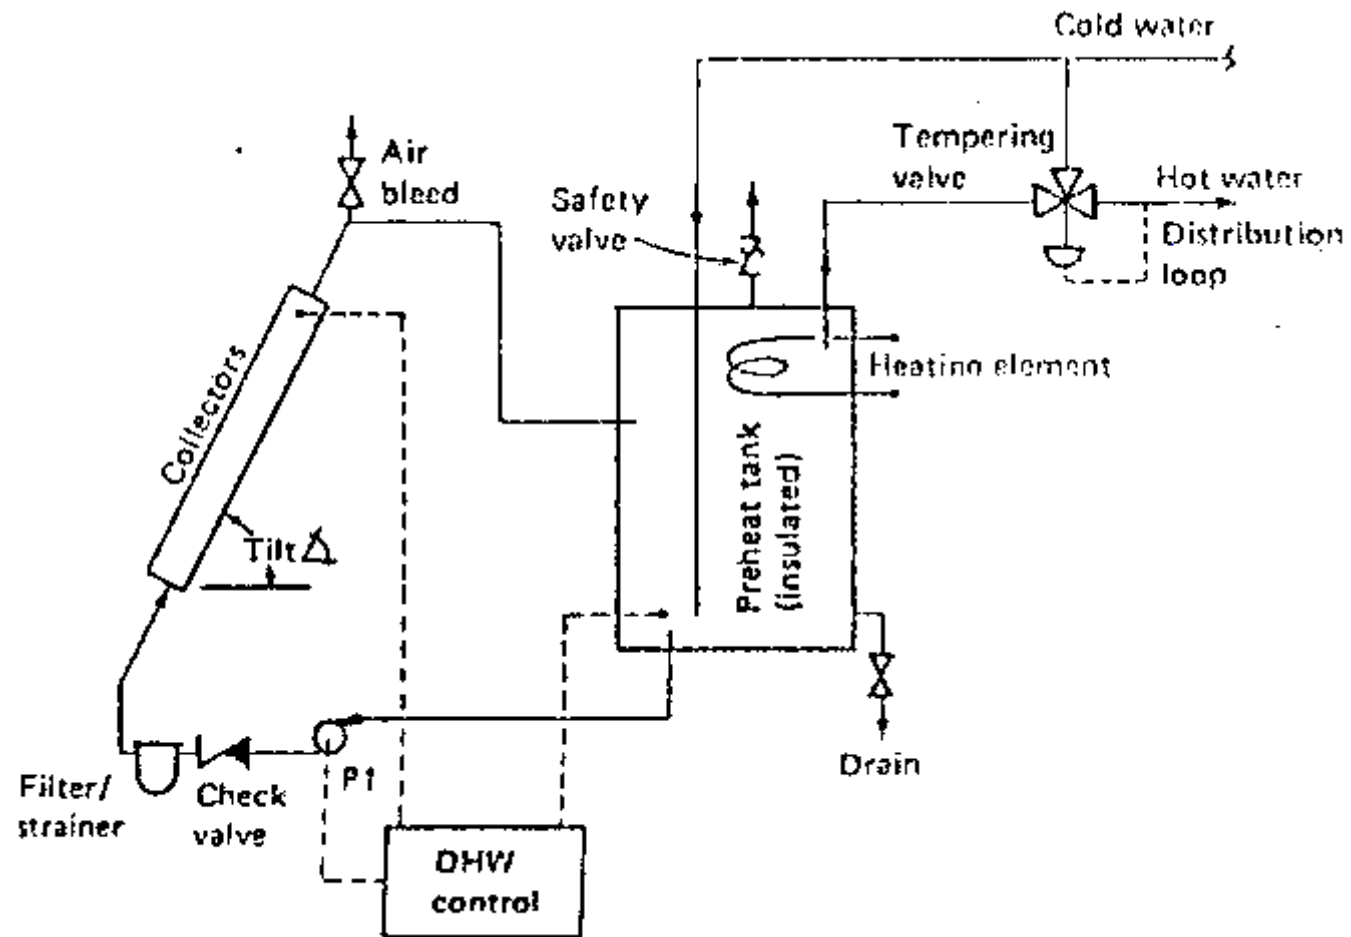 Cold water
Tempering
valve
Hot water
Distribution
loop
Air
bleed
Safety
valve
Heating element
Collectors
Preheat tank
(insulated)
Tilt
P1
Filter/
strainer
Check
valve
Drain
DHW
control